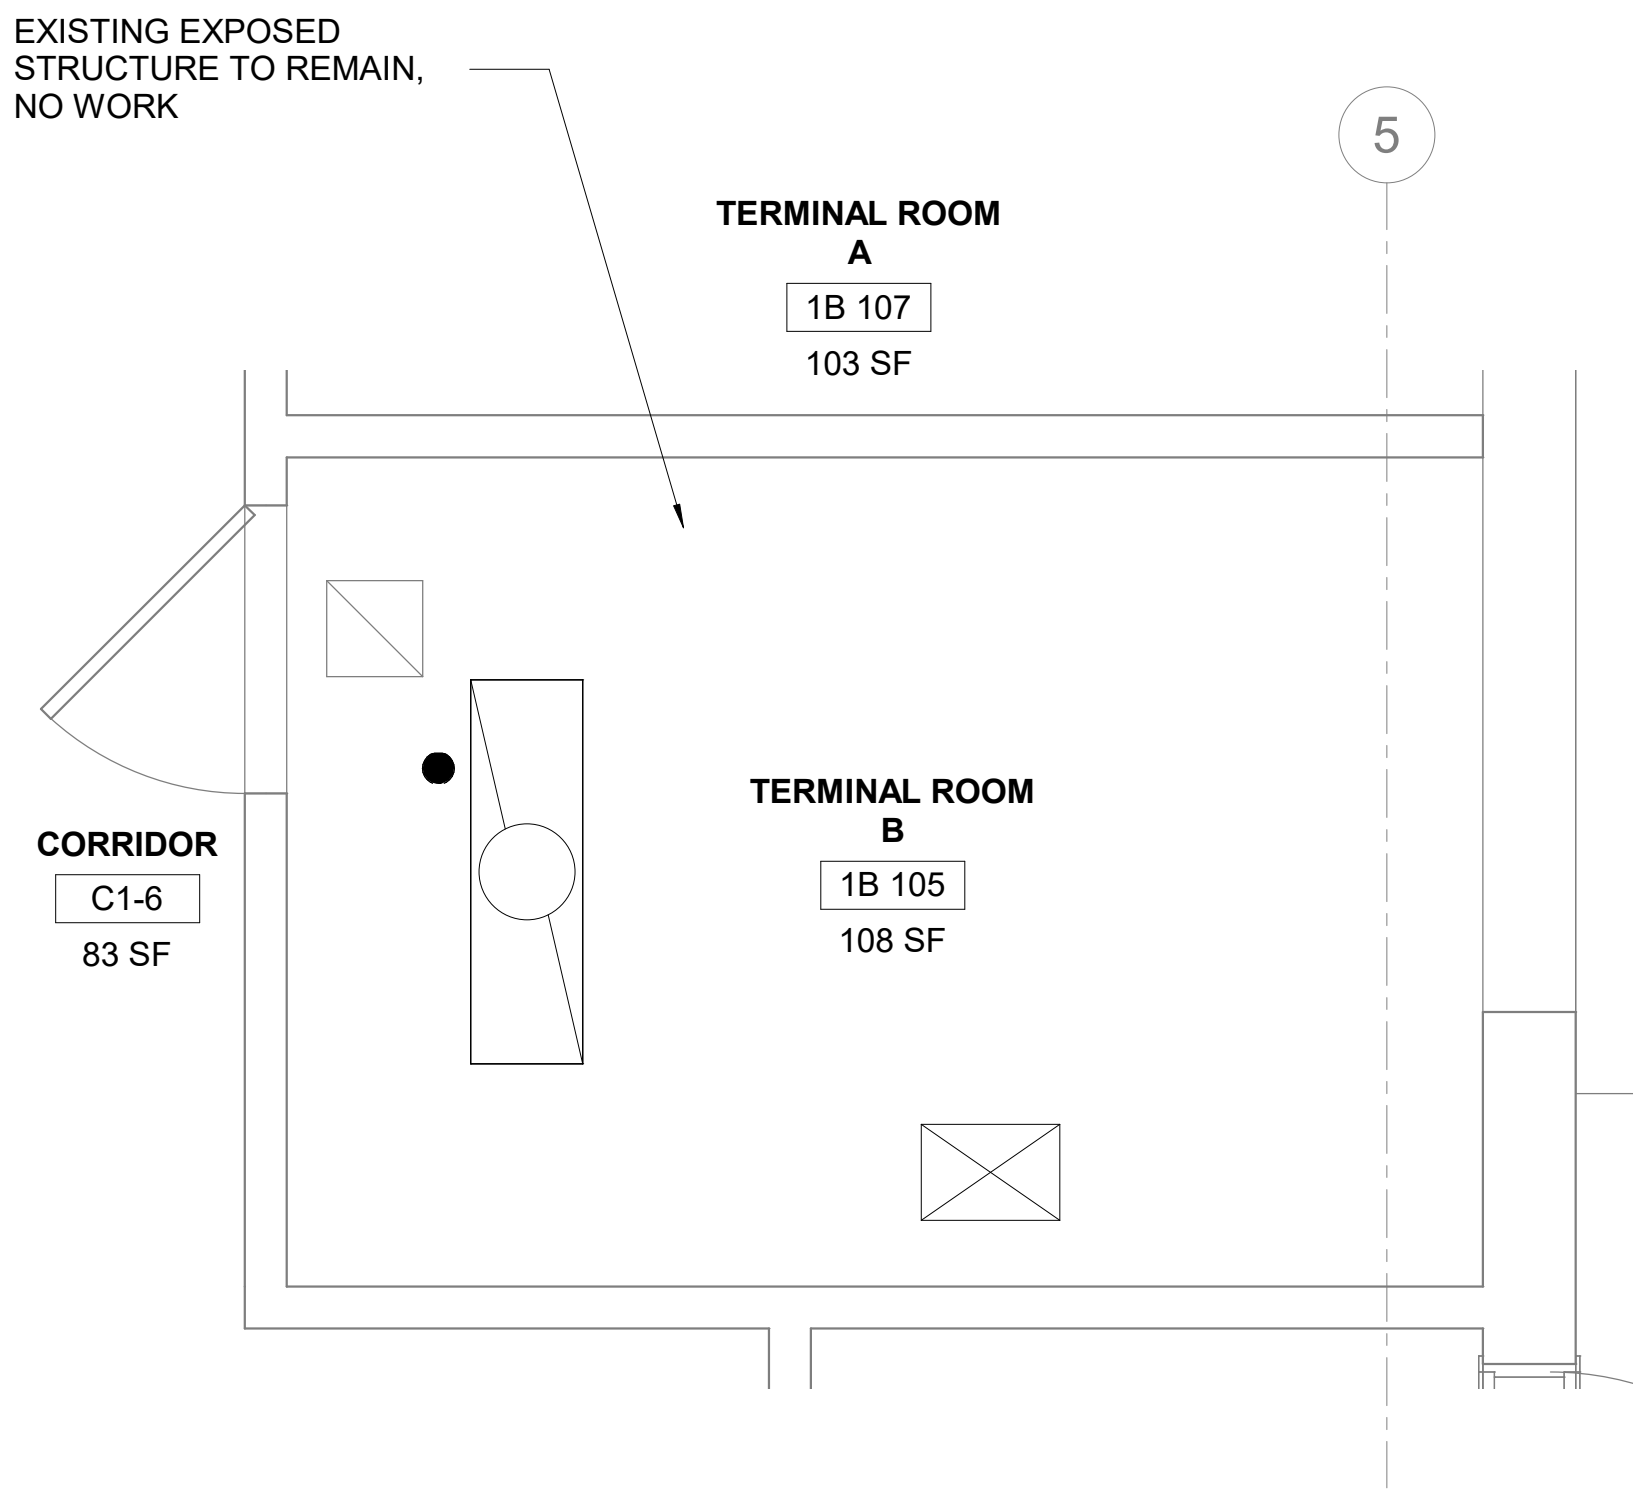 EXISTING EXPOSED
STRUCTURE TO REMAIN,
NO WORK
5
TERMINAL ROOM
A
1B 107
103 SF
TERMINAL ROOM
B
1B 105
108 SF
CORRIDOR
C1-6
83 SF